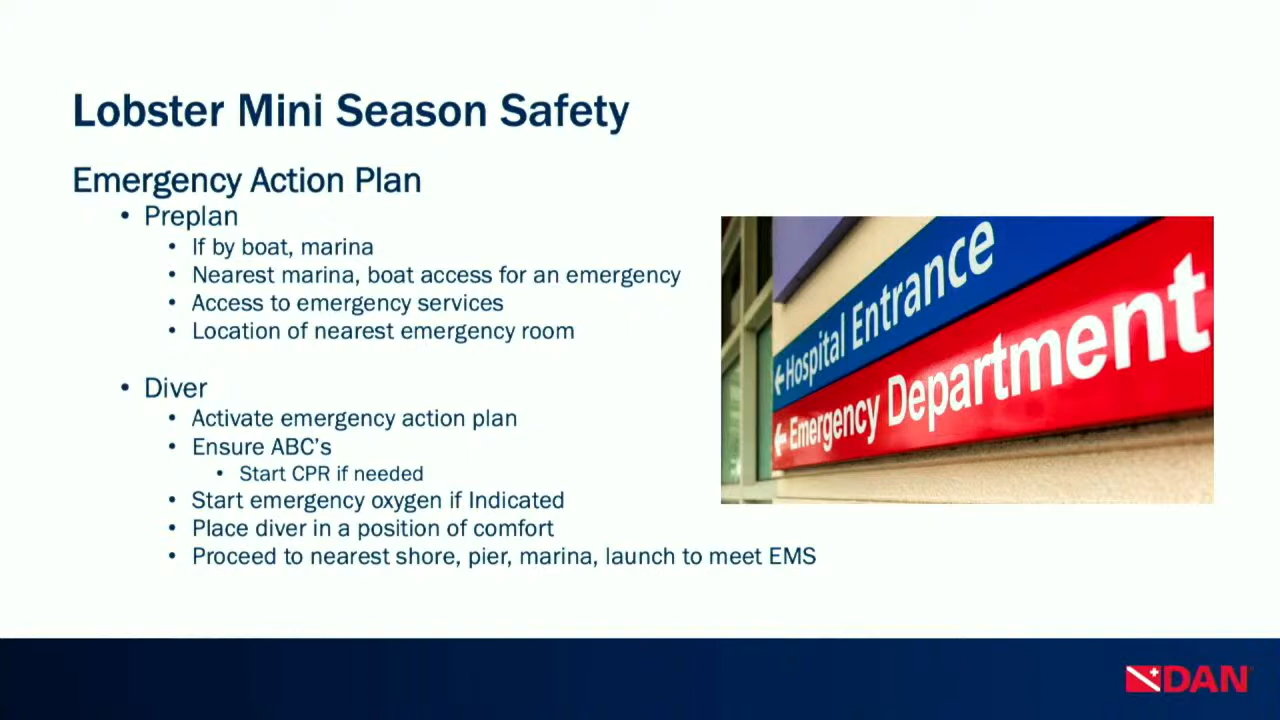 Lobster Mini Season Safety
Emergency Action Plan
• Preplan
• If by boat, marina
• Nearest marina, boat access for an emergency
• Access to emergency services
• Location of nearest emergency room
• Diver
• Activate emergency action plan
• Ensure ABC's
• Start CPR if needed
• Start emergency oxygen if Indicated
• Place diver in a position of comfort
• Proceed to nearest shore, pier, marina, launch to meet EMS
←Hospital Entrance
←Emergency Department
DAN